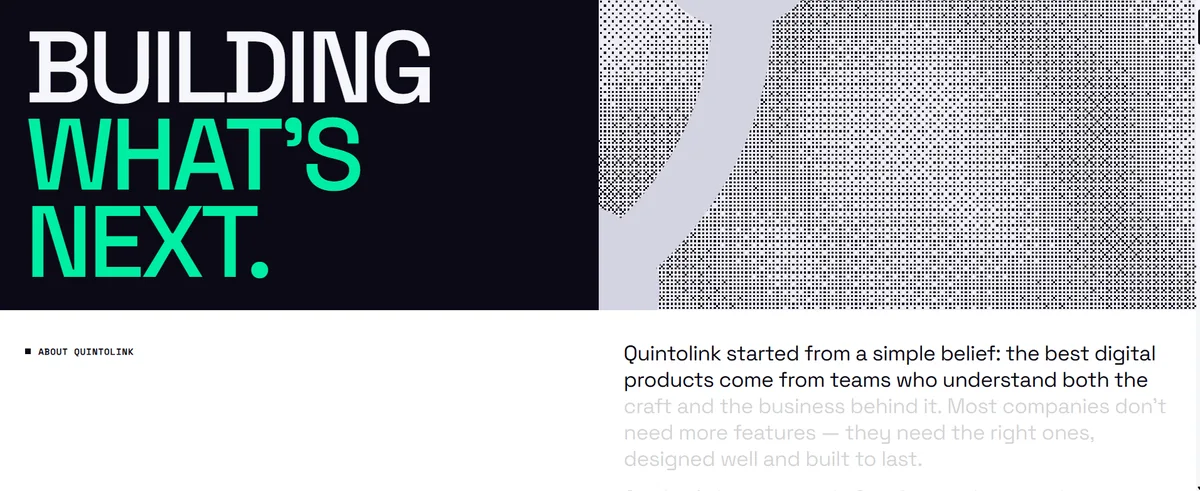 BUILDING
WHAT’S
NEXT.
ABOUT QUINTOLINK
Quintolink started from a simple belief: the best digital
products come from teams who understand both the
craft and the business behind it. Most companies don’t
need more features — they need the right ones,
designed well and built to last.